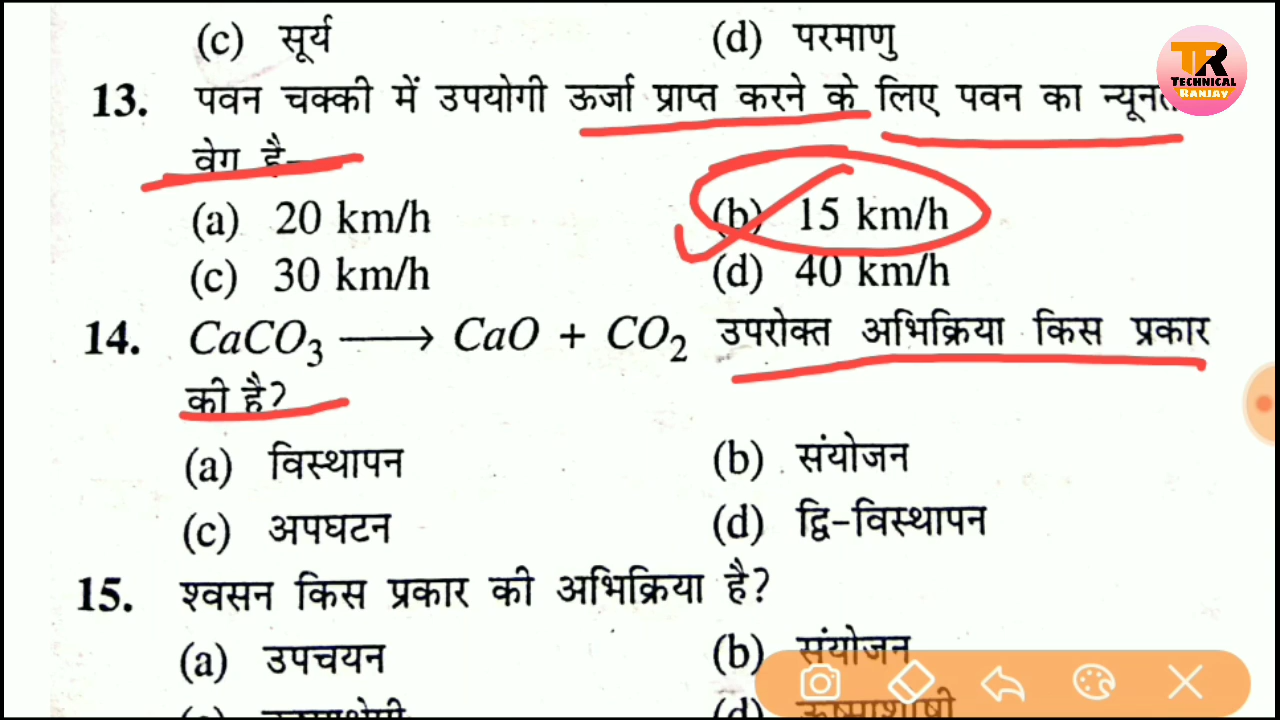 (c) सूर्य (d) परमाणु
TR
TECHNICAL
RANJAY
13. पवन चक्की में उपयोगी ऊर्जा प्राप्त करने के लिए पवन का
वेग है–
(a) 20 km/h (b) 15 km/h
(c) 30 km/h (d) 40 km/h
14. CaCO₃ ⟶ CaO + CO₂ उपरोक्त अभिक्रिया किस प्रकार
की है?
(a) विस्थापन (b) संयोजन
(c) अपघटन (d) द्वि-विस्थापन
15. श्वसन किस प्रकार की अभिक्रिया है?
(a) उपचयन (b) संयोजन
(d)